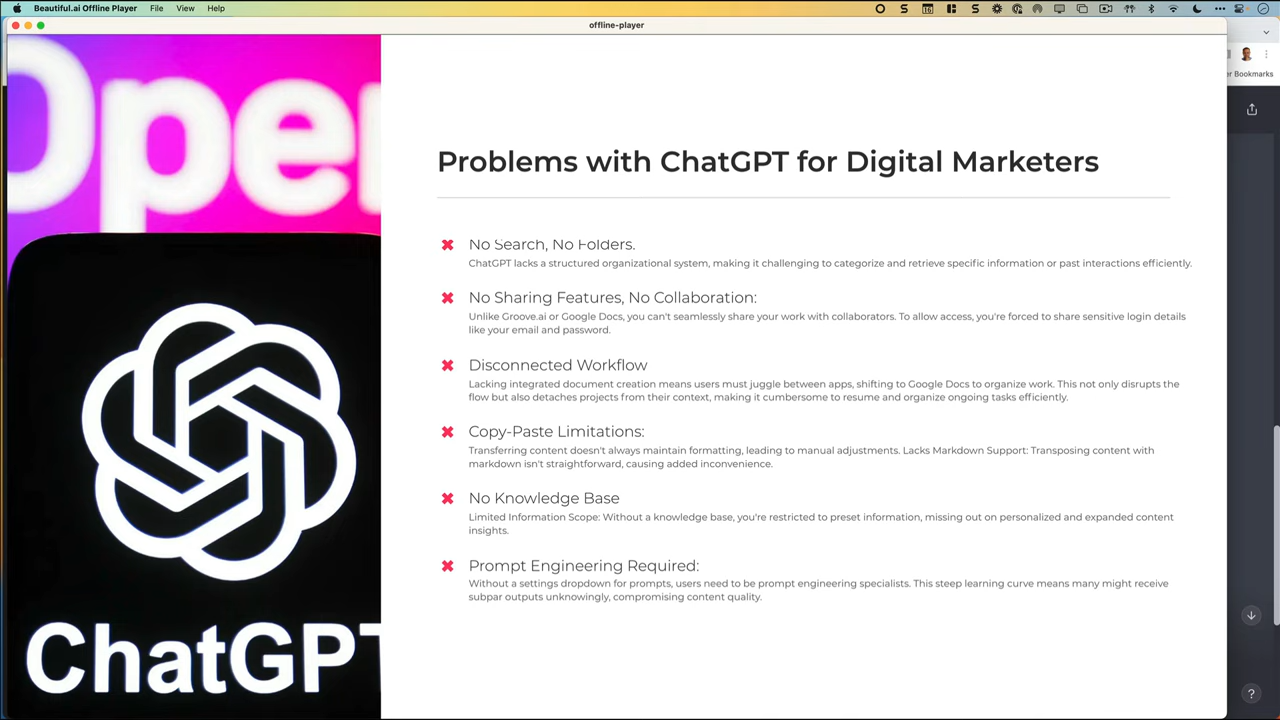 Beautiful.ai Offline Player File View Help
offline-player
er Bookmarks
Open
ChatGPT
Problems with ChatGPT for Digital Marketers
No Search, No Folders.
ChatGPT lacks a structured organizational system, making it challenging to categorize and retrieve specific information or past interactions efficiently.
No Sharing Features, No Collaboration:
Unlike Groove.ai or Google Docs, you can't seamlessly share your work with collaborators. To allow access, you're forced to share sensitive login details
like your email and password.
Disconnected Workflow
Lacking integrated document creation means users must juggle between apps, shifting to Google Docs to organize work. This not only disrupts the
flow but also detaches projects from their context, making it cumbersome to resume and organize ongoing tasks efficiently.
Copy-Paste Limitations:
Transferring content doesn't always maintain formatting, leading to manual adjustments. Lacks Markdown Support: Transposing content with
markdown isn't straightforward, causing added inconvenience.
No Knowledge Base
Limited Information Scope: Without a knowledge base, you're restricted to preset information, missing out on personalized and expanded content
insights.
Prompt Engineering Required:
Without a settings dropdown for prompts, users need to be prompt engineering specialists. This steep learning curve means many might receive
subpar outputs unknowingly, compromising content quality.
?